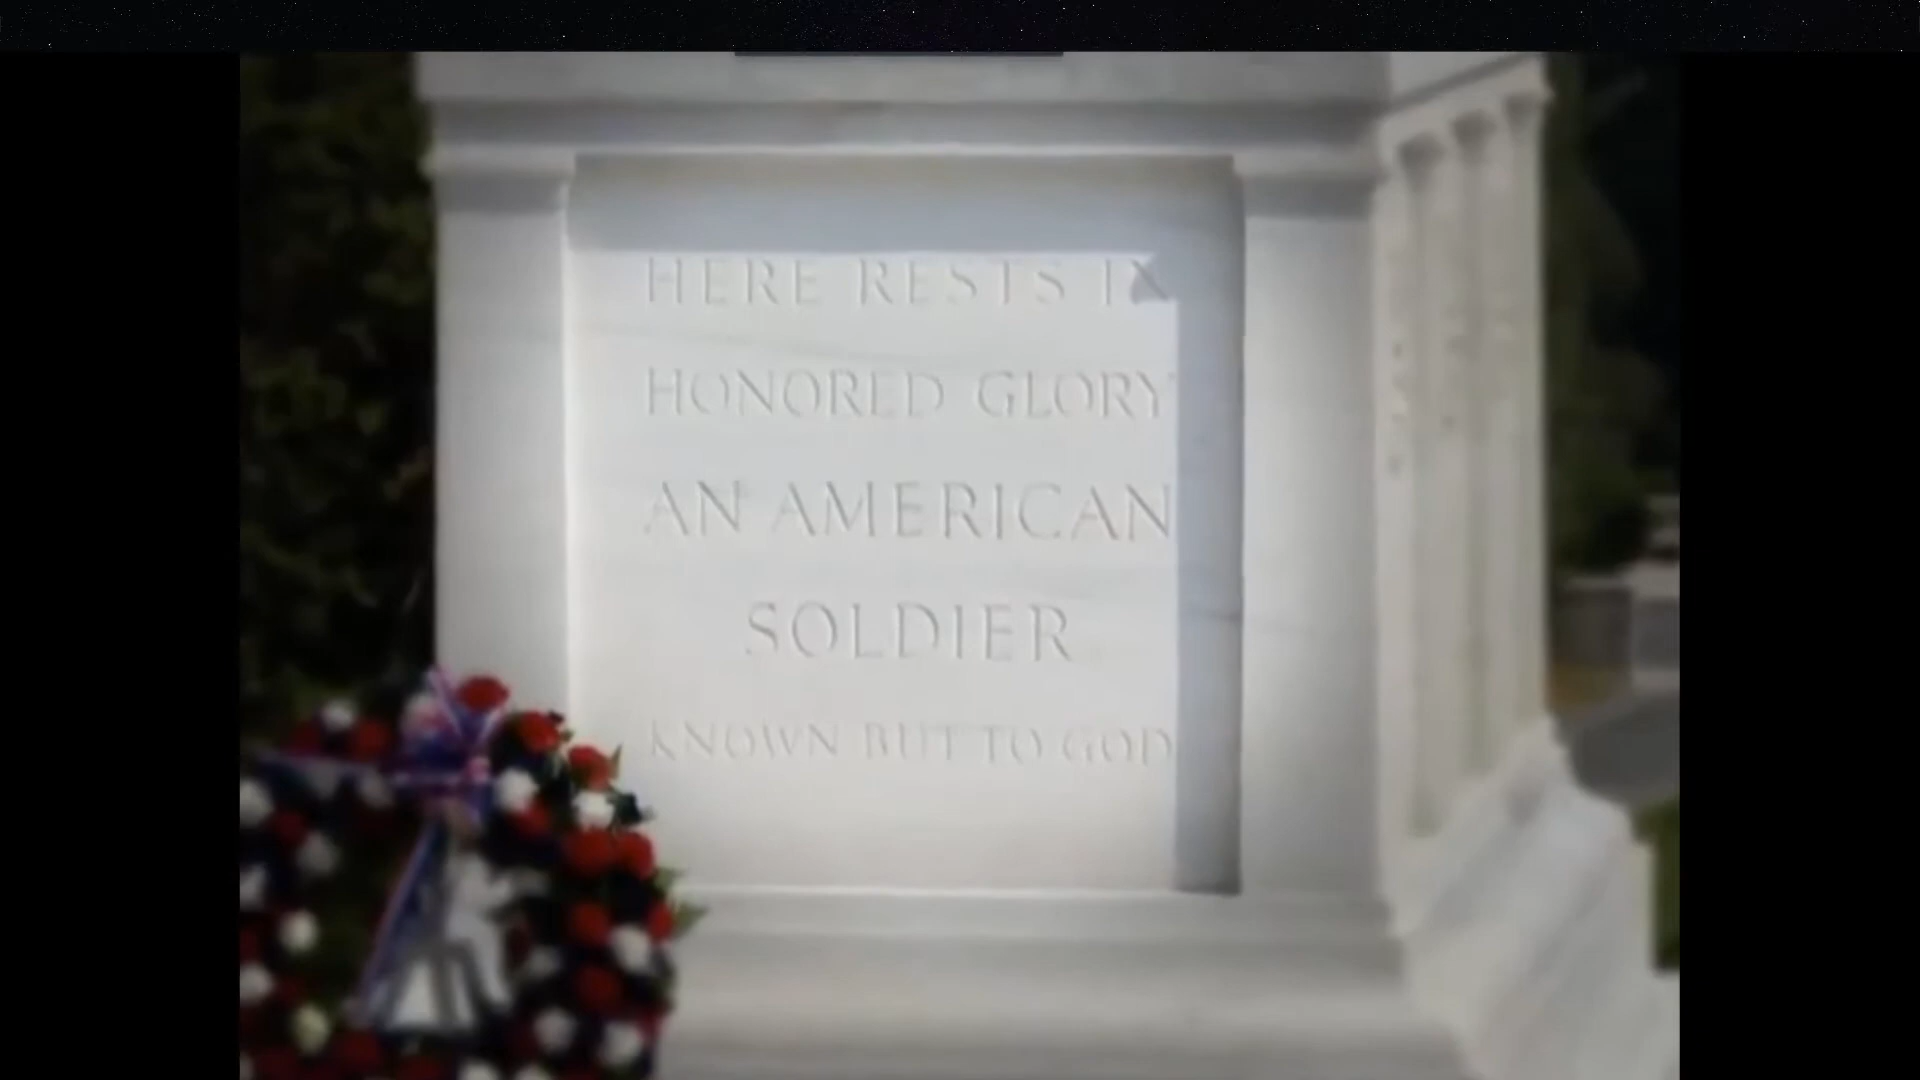 HERE RESTS IN
HONORED GLORY
AN AMERICAN
SOLDIER
KNOWN BUT TO GOD